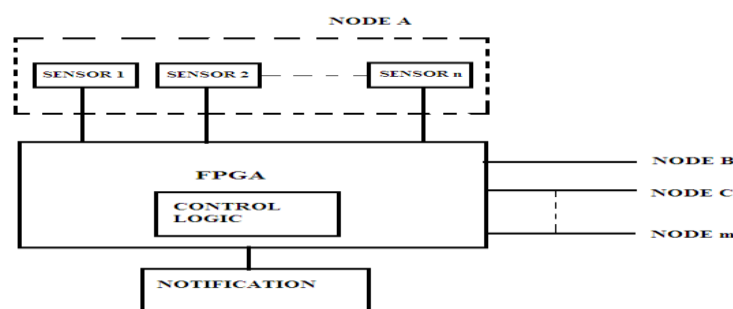 NODE A
SENSOR 1 SENSOR 2 SENSOR n
FPGA
CONTROL
LOGIC
NODE B
NODE C
NODE m
NOTIFICATION